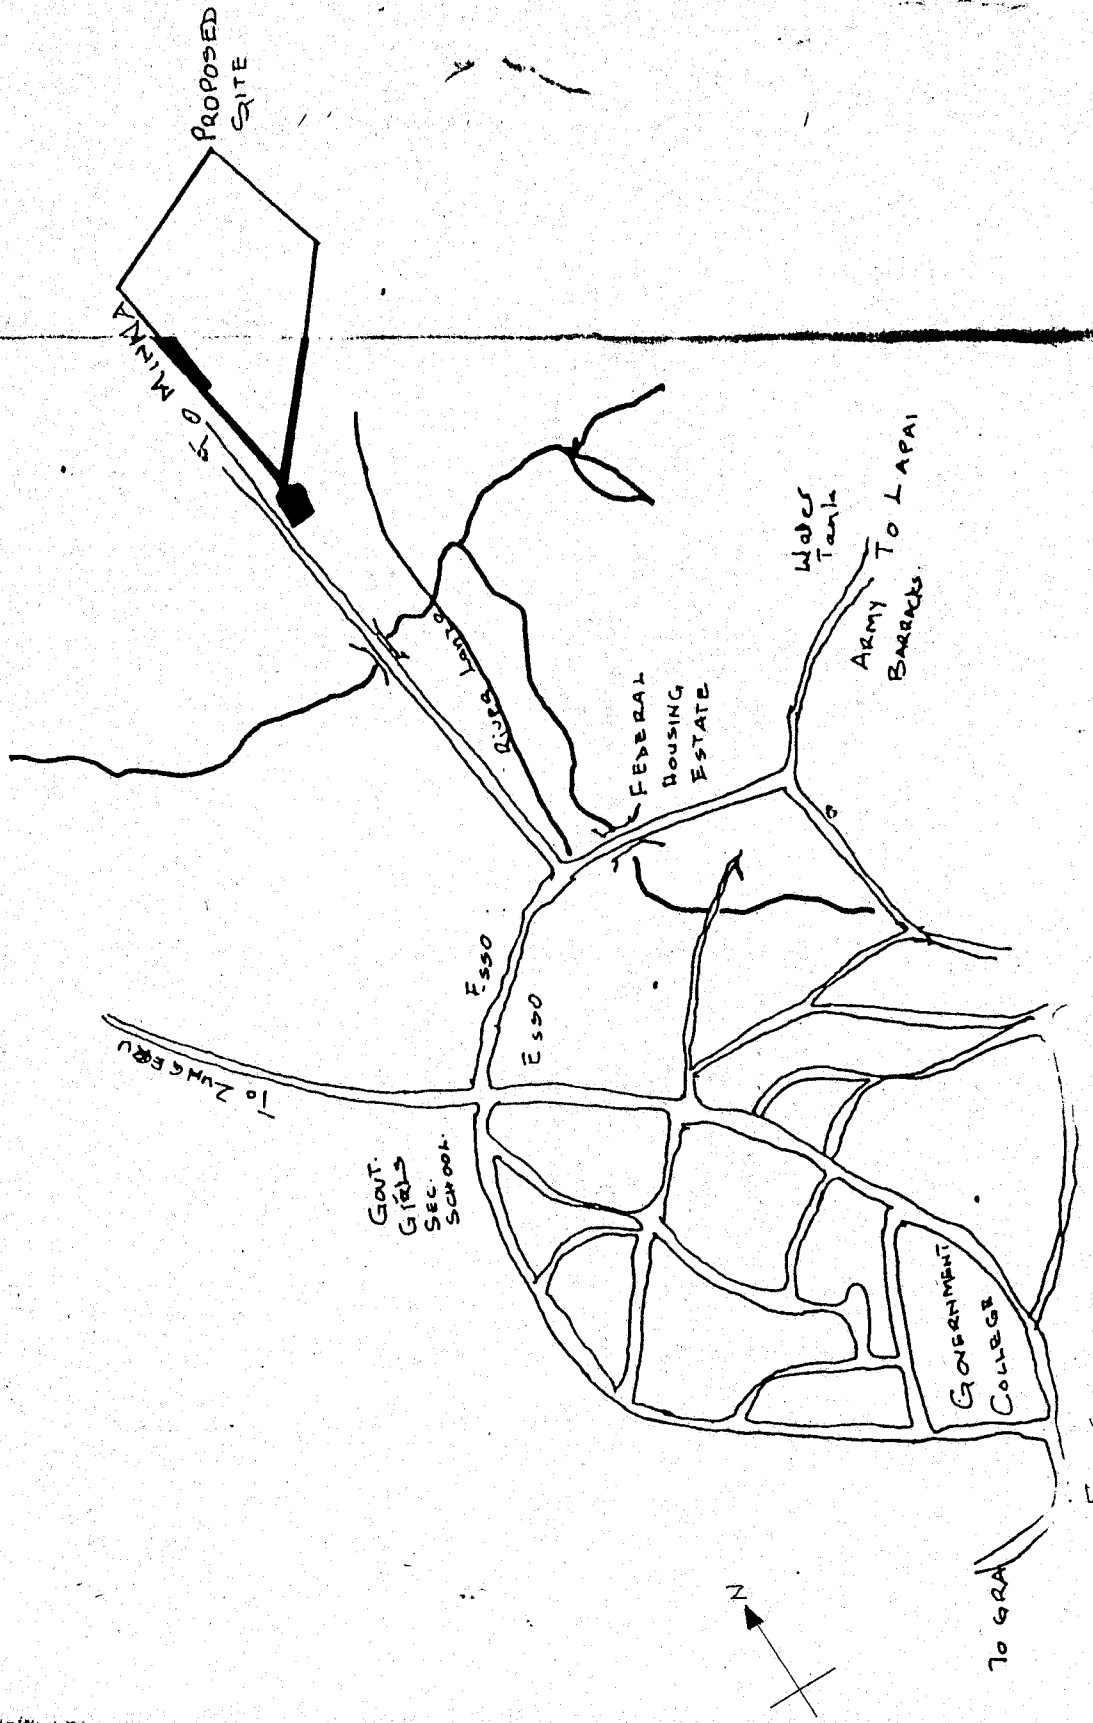 PROPOSED
SITE
TO MINNA
River Lanzo
Water
Tank
TO LAPAI
ARMY
BARRACKS.
FEDERAL
HOUSING
ESTATE
ESSO
ESSO
To ZUNGERU
GOVT.
GIRLS
SEC.
SCHOOL.
GOVERNMENT
COLLEGE
N
To GRA